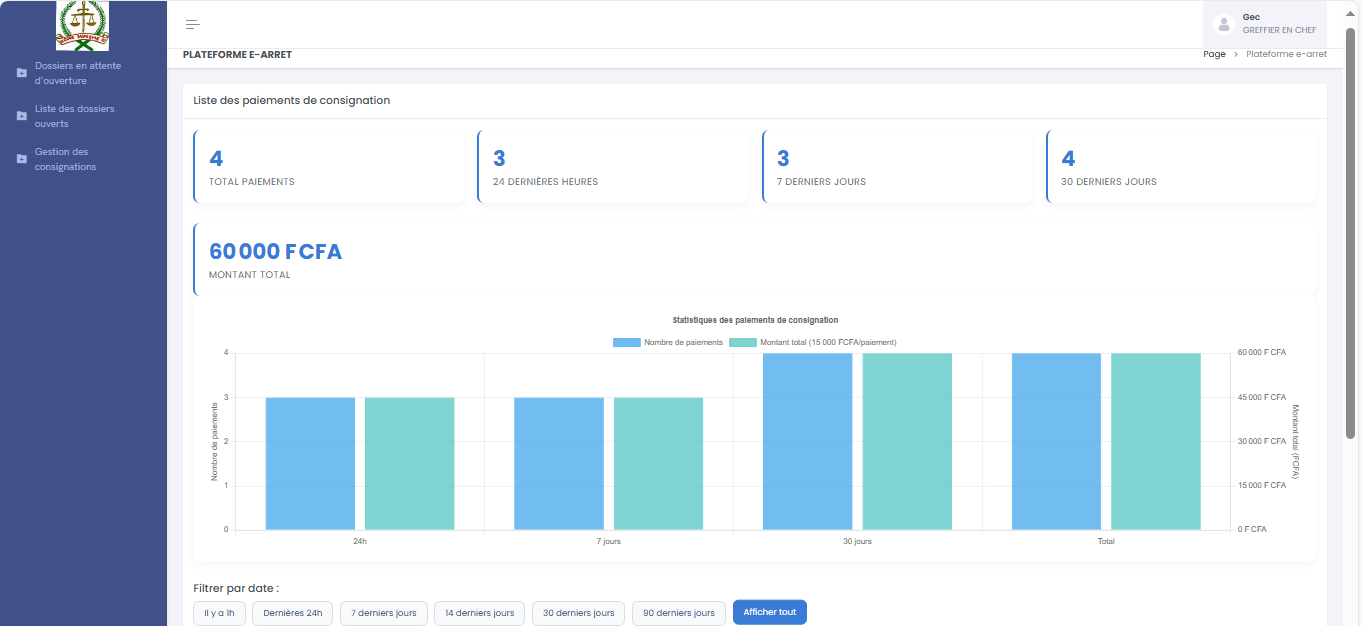 Gec
GREFFIER EN CHEF
PLATEFORME E-ARRET
Page > Plateforme e-arret
Dossiers en attente
d'ouverture
Liste des dossiers
ouverts
Gestion des
consignations
Liste des paiements de consignation
4
TOTAL PAIEMENTS
3
24 DERNIÈRES HEURES
3
7 DERNIERS JOURS
4
30 DERNIERS JOURS
60 000 F CFA
MONTANT TOTAL
Statistiques des paiements de consignation
Nombre de paiements
Montant total (15 000 FCFA/paiement)
Nombre de paiements
4
3
2
1
0
60 000 F CFA
45 000 F CFA
30 000 F CFA
15 000 F CFA
0 F CFA
Montant total (FCFA)
24h
7 jours
30 jours
Total
Filtrer par date :
Il y a 1h
Dernières 24h
7 derniers jours
14 derniers jours
30 derniers jours
90 derniers jours
Afficher tout